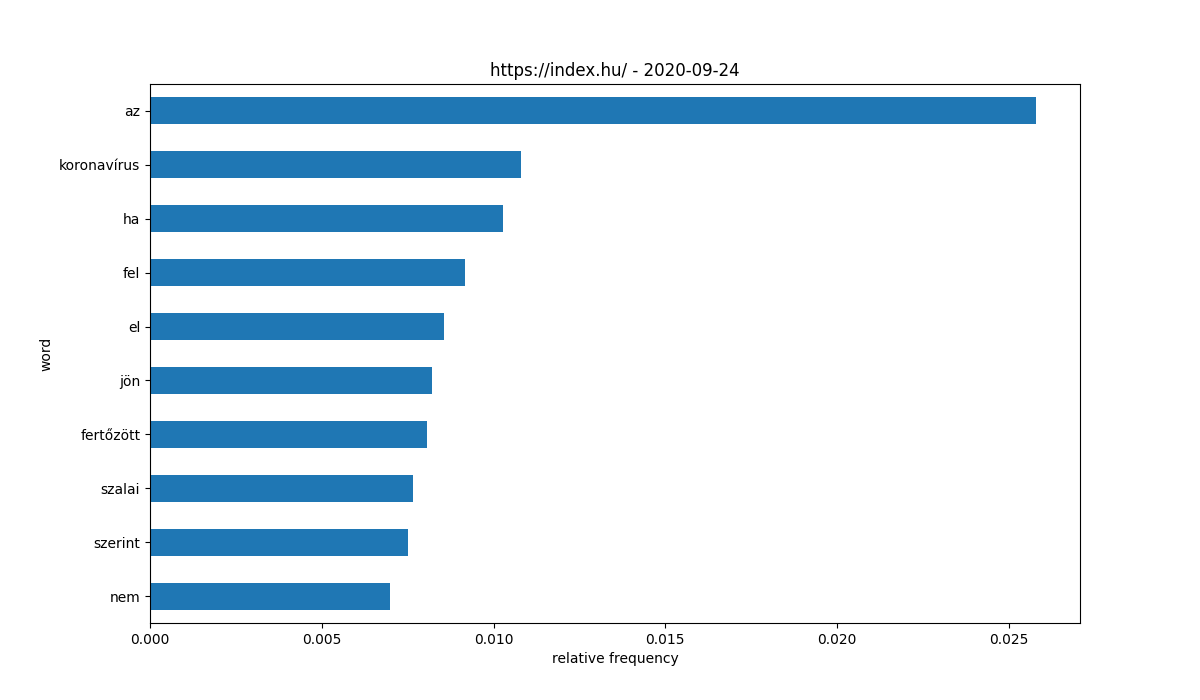 https://index.hu/ - 2020-09-24
az
koronavírus
ha
fel
el
jön
fertőzött
szalai
szerint
nem
word
0.000 0.005 0.010 0.015 0.020 0.025
relative frequency